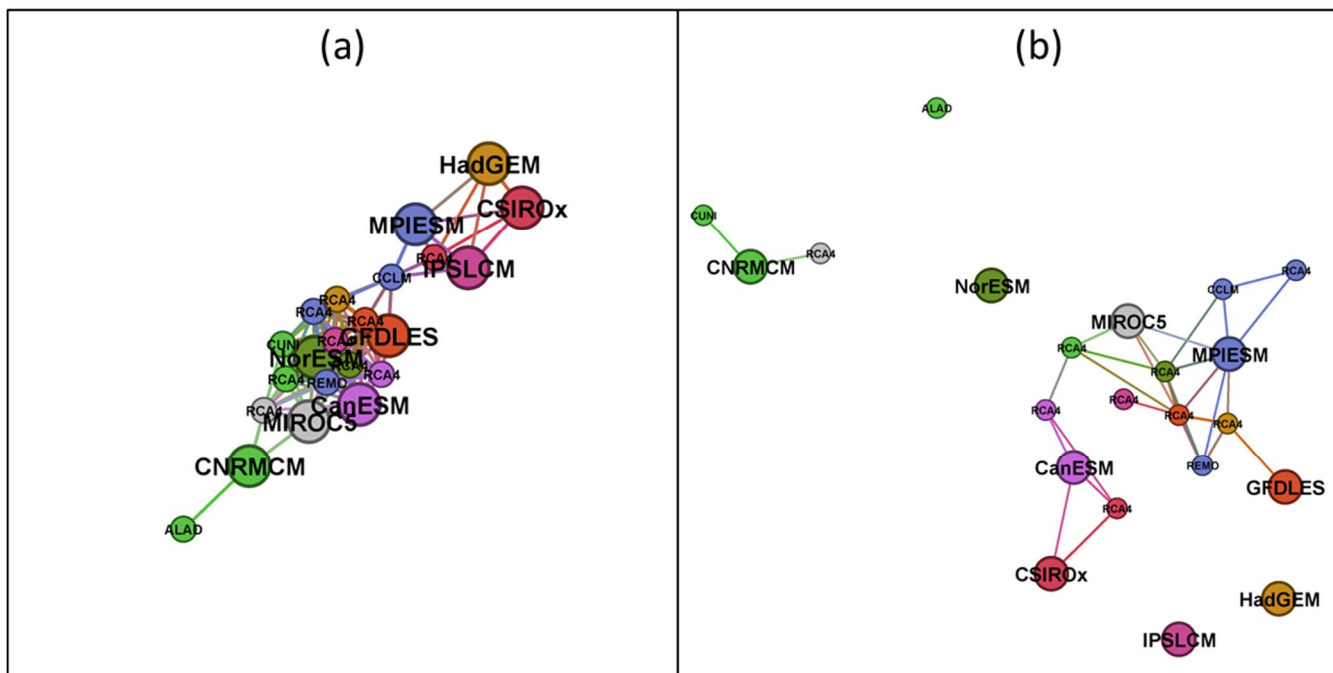 (a)
HadGEM
CSIROx
MPIESM
RCA4
IPSLCM
CCLM
RCA4
RCA4
RCA4
GFDLES
CUNI
RCA4
NorESM
RCA4
RCA4
RCA4
REMO
CanESM
RCA4
MIROC5
CNRMCM
ALAD
(b)
ALAD
CUNI
RCA4
CNRMCM
NorESM
RCA4
CCLM
MIROC5
RCA4
MPIESM
RCA4
RCA4
RCA4
RCA4
RCA4
REMO
CanESM
GFDLES
RCA4
CSIROx
HadGEM
IPSLCM